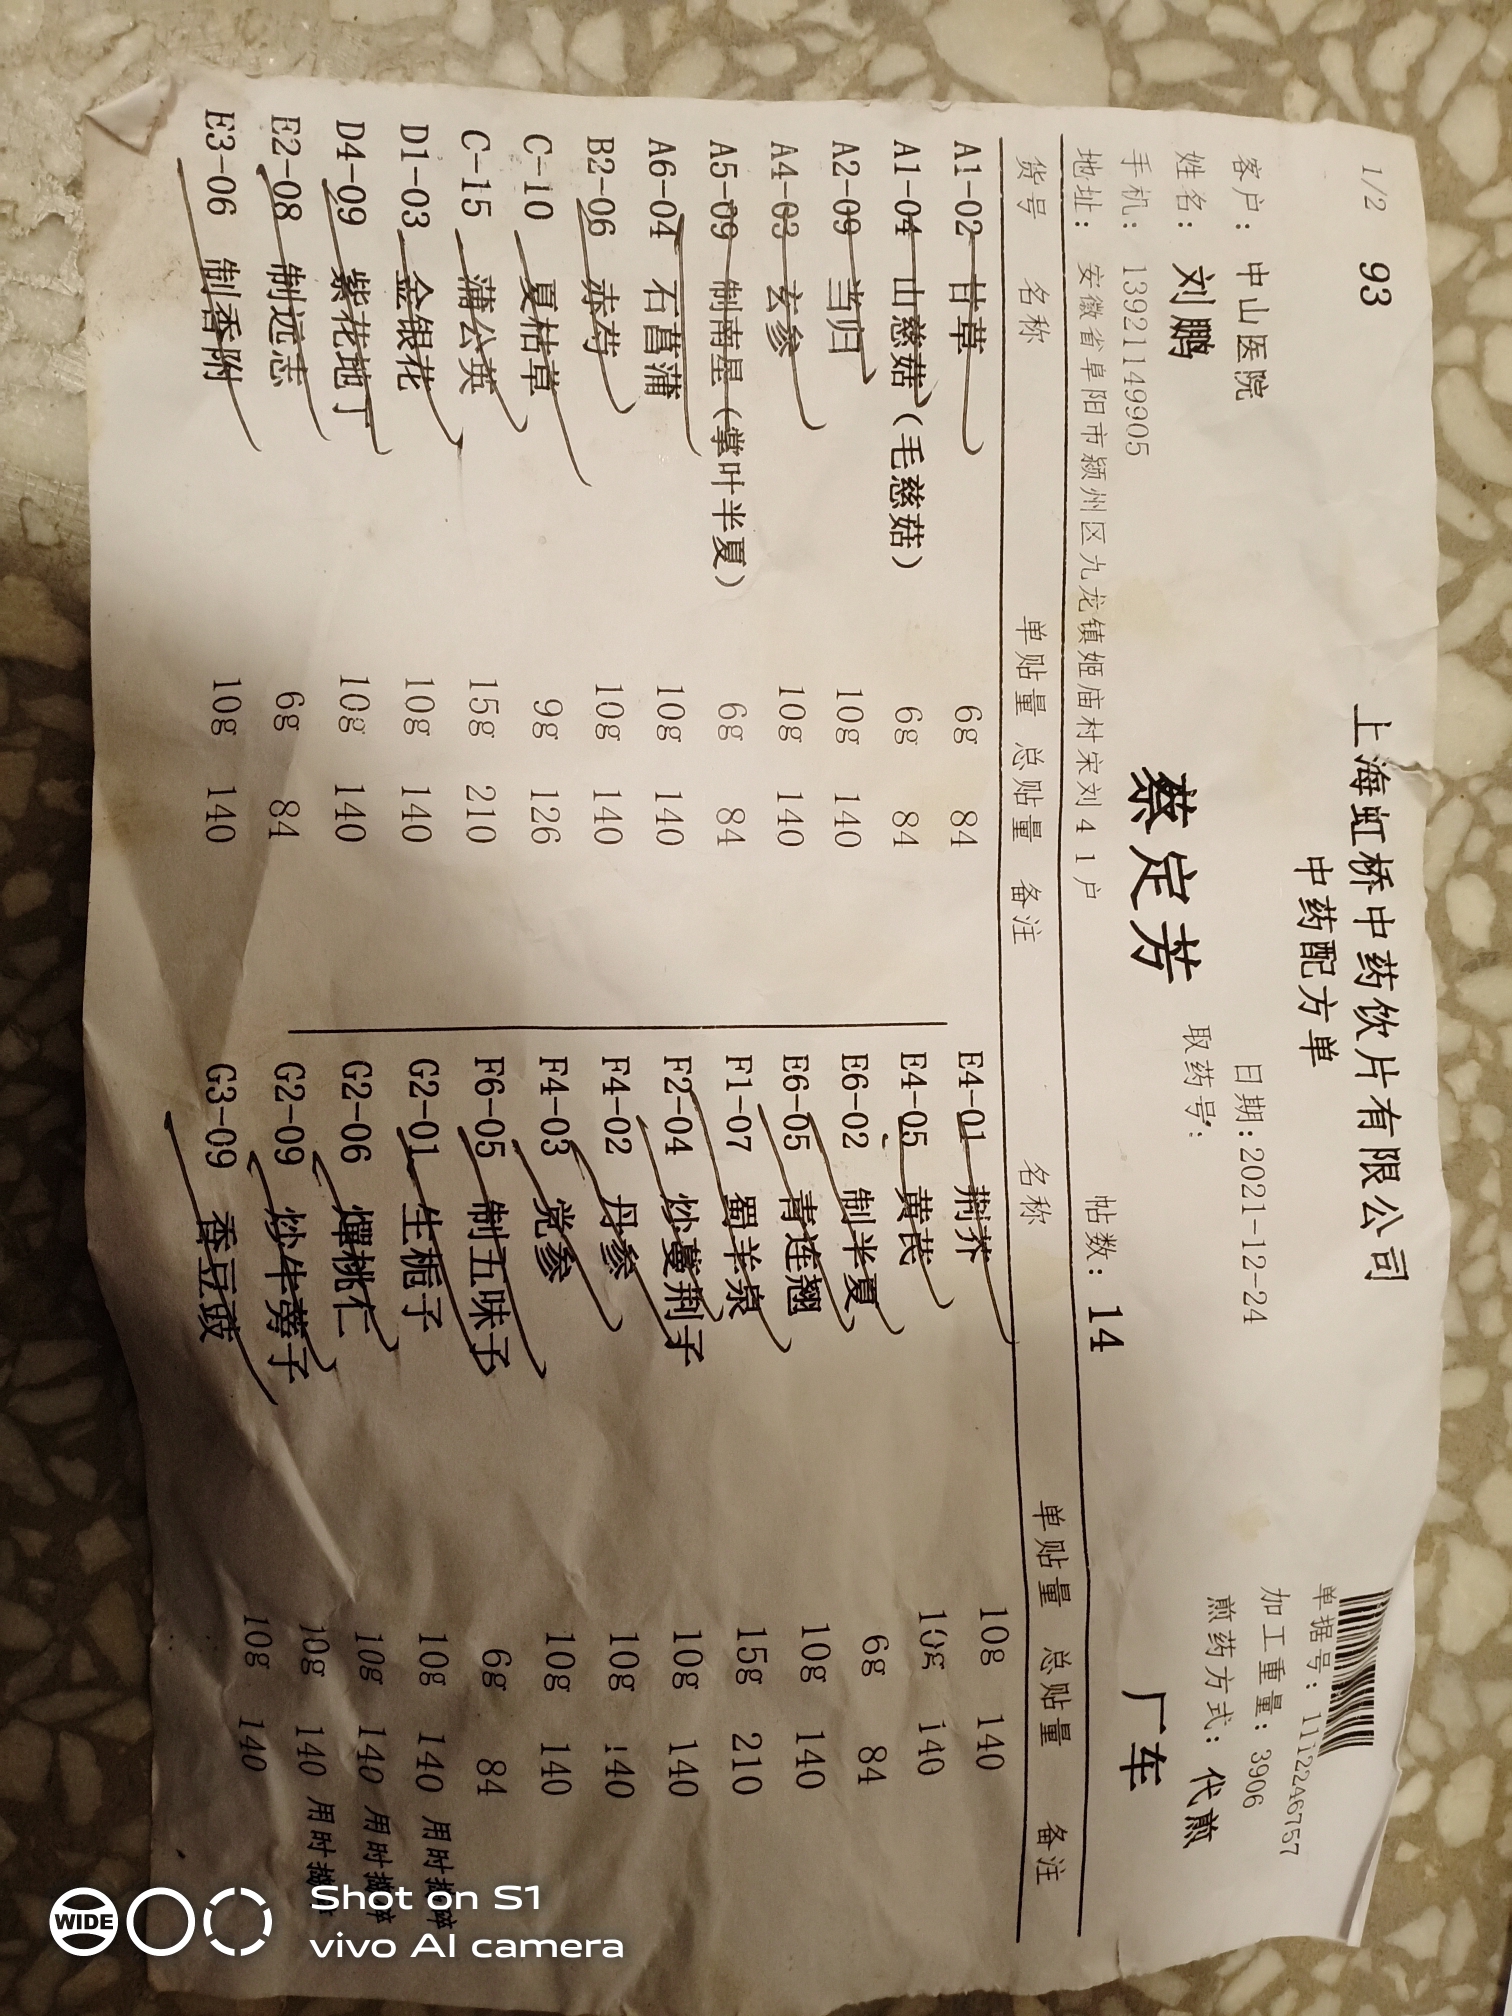 1/2 93
上海虹桥中药饮片有限公司
中药配方单
单据号: 111122A6757
客户: 中山医院
日期:2021-12-24
加工重量: 3906
姓名: 刘鹏
蔡定芳
取药号:
煎药方式: 代煎
手机: 13921149905
帖数: 14
厂车
地址: 安徽省阜阳市颍州区九龙镇姬庙村宋刘41户
货号 名称 单贴量 总贴量 备注 名称 单贴量 总贴量 备注
A1-02 甘草 6g 84 E4-01 荆芥 10g 140
A1-04 山慈菇(毛慈菇) 6g 84 E4-05 黄芪 10g 140
A2-09 当归 10g 140 E6-02 制半夏 6g 84
A4-03 玄参 10g 140 E6-05 青连翘 10g 140
A5-09 制南星(掌叶半夏) 6g 84 F1-07 蜀羊泉 15g 210
A6-04 石菖蒲 10g 140 F2-04 炒蔓荆子 10g 140
B2-06 赤芍 10g 140 F4-02 丹参 10g 140
C-10 夏枯草 9g 126 F4-03 党参 10g 140
C-15 蒲公英 15g 210 F6-05 制五味子 6g 84
D1-03 金银花 10g 140 G2-01 生栀子 10g 140 用时捣碎
D4-09 紫花地丁 10g 140 G2-06 燀桃仁 10g 140 用时捣碎
E2-08 制远志 6g 84 G2-09 炒牛蒡子 10g 140 用时捣
E3-06 制香附 10g 140 G3-09 香豆豉 10g 140
WIDE
Shot on S1
vivo AI camera